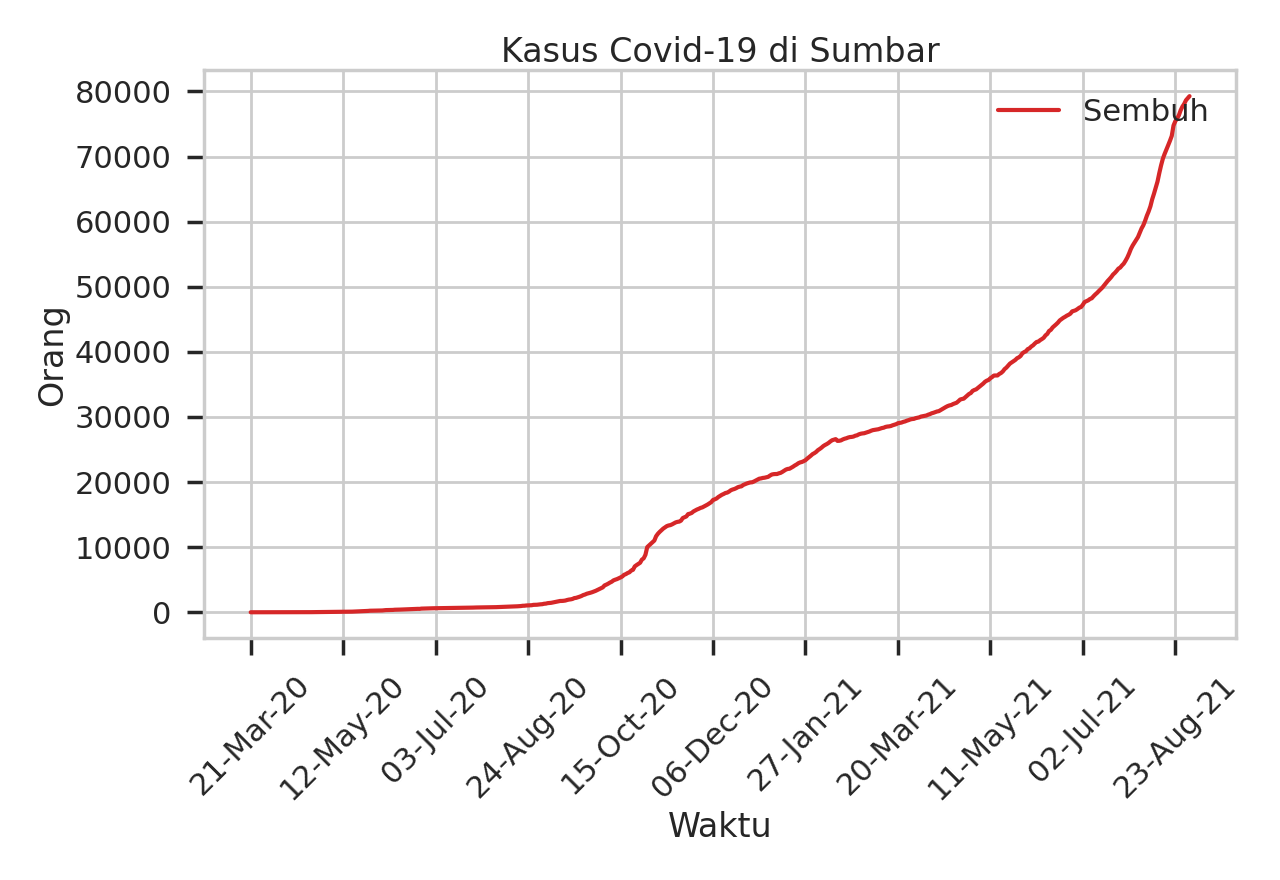 Kasus Covid-19 di Sumbar
Sembuh
80000
70000
60000
50000
40000
30000
20000
10000
0
Orang
21-Mar-20
12-May-20
03-Jul-20
24-Aug-20
15-Oct-20
06-Dec-20
27-Jan-21
20-Mar-21
11-May-21
02-Jul-21
23-Aug-21
Waktu